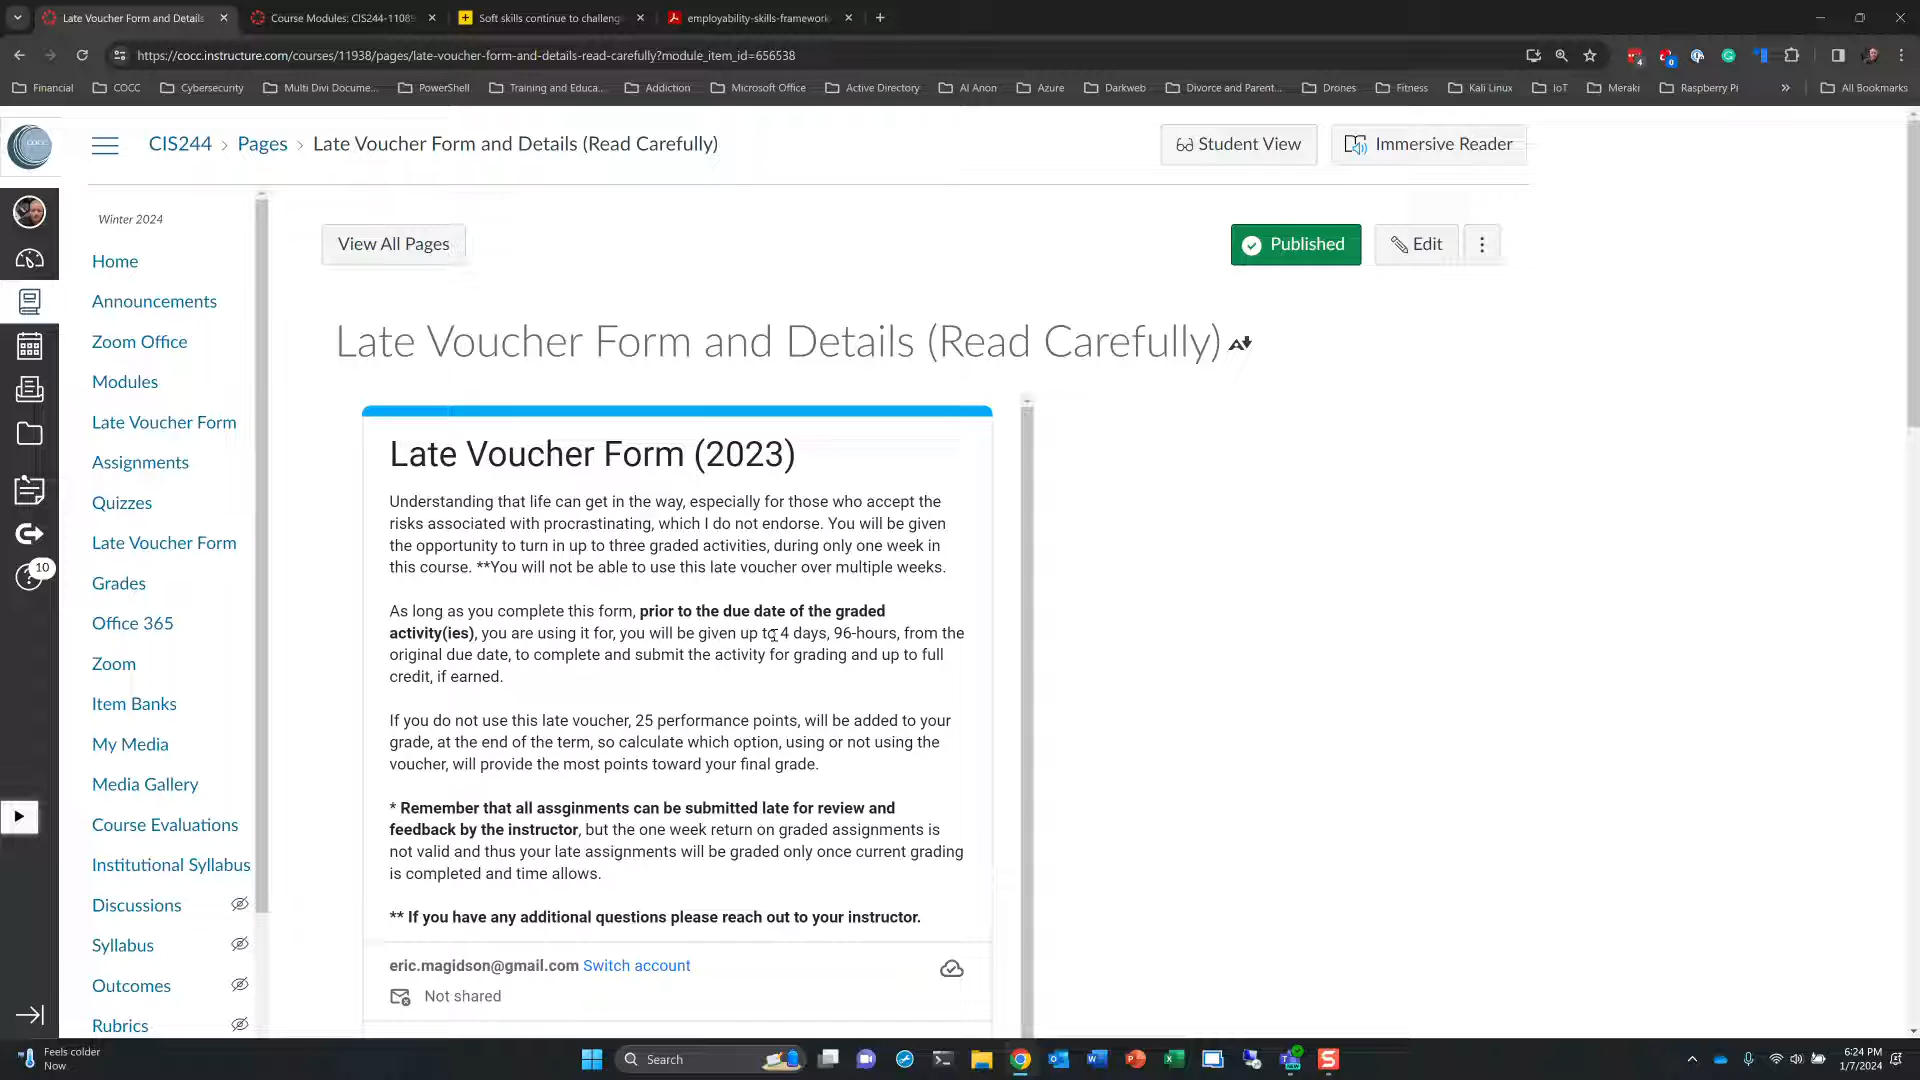 Late Voucher Form and Details
Course Modules: CIS244-1108
Soft skills continue to challeng
employability-skills-framework
https://cocc.instructure.com/courses/11938/pages/late-voucher-form-and-details-read-carefully?module_item_id=656538
4
0
Financial
COCC
Cybersecurity
Multi Divi Docume...
PowerShell
Training and Educa...
Addiction
Microsoft Office
Active Directory
Al Anon
Azure
Darkweb
Divorce and Parent...
Drones
Fitness
Kali Linux
IoT
Meraki
Raspberry Pi
»
All Bookmarks
COCC
CIS244 › Pages › Late Voucher Form and Details (Read Carefully)
Student View
Immersive Reader
Winter 2024
Home
Announcements
Zoom Office
Modules
Late Voucher Form
Assignments
Quizzes
Late Voucher Form
10
Grades
Office 365
Zoom
Item Banks
My Media
Media Gallery
Course Evaluations
Institutional Syllabus
Discussions
Syllabus
Outcomes
Rubrics
View All Pages
Published
Edit
Late Voucher Form and Details (Read Carefully)
Late Voucher Form (2023)
Understanding that life can get in the way, especially for those who accept the
risks associated with procrastinating, which I do not endorse. You will be given
the opportunity to turn in up to three graded activities, during only one week in
this course. **You will not be able to use this late voucher over multiple weeks.
As long as you complete this form, prior to the due date of the graded
activity(ies), you are using it for, you will be given up to 4 days, 96-hours, from the
original due date, to complete and submit the activity for grading and up to full
credit, if earned.
If you do not use this late voucher, 25 performance points, will be added to your
grade, at the end of the term, so calculate which option, using or not using the
voucher, will provide the most points toward your final grade.
* Remember that all assginments can be submitted late for review and
feedback by the instructor, but the one week return on graded assignments is
not valid and thus your late assignments will be graded only once current grading
is completed and time allows.
** If you have any additional questions please reach out to your instructor.
eric.magidson@gmail.com Switch account
Not shared
Feels colder
Now
Search
6:24 PM
1/7/2024